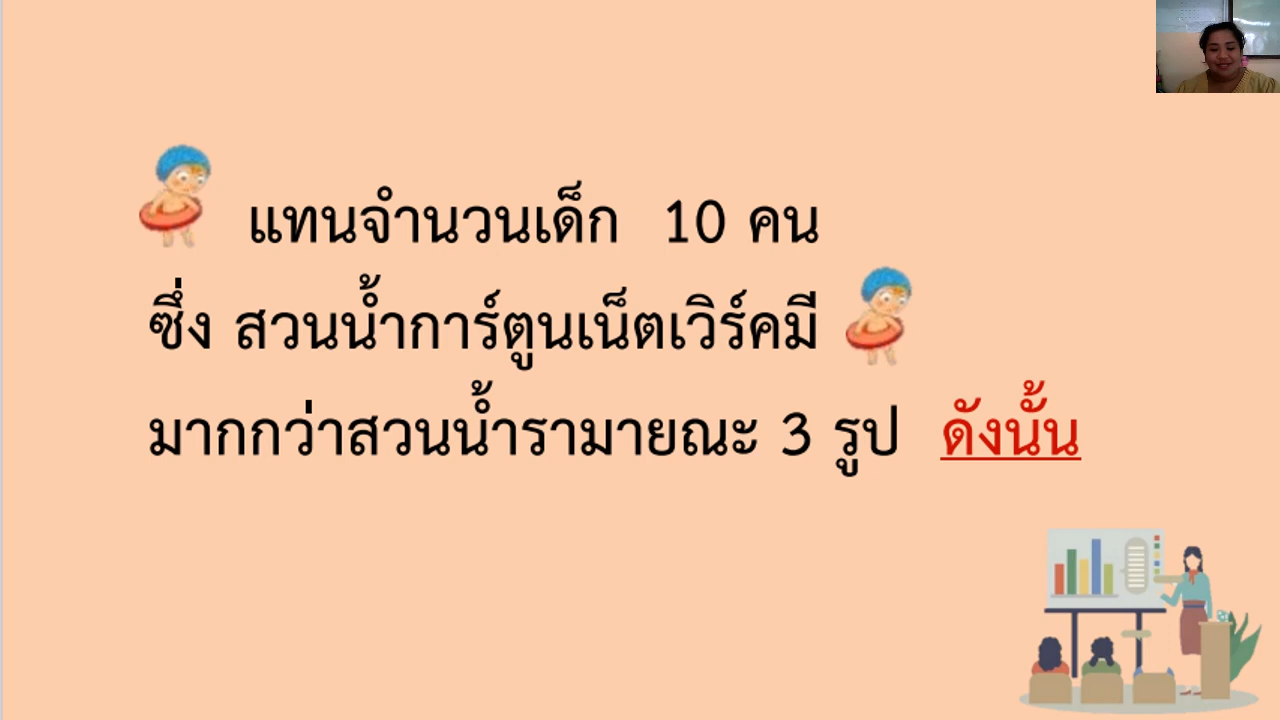 แทนจำนวนเด็ก 10 คน
ซึ่ง สวนน้ำการ์ตูนเน็ตเวิร์คมี
มากกว่าสวนน้ำรามายณะ 3 รูป ดังนั้น